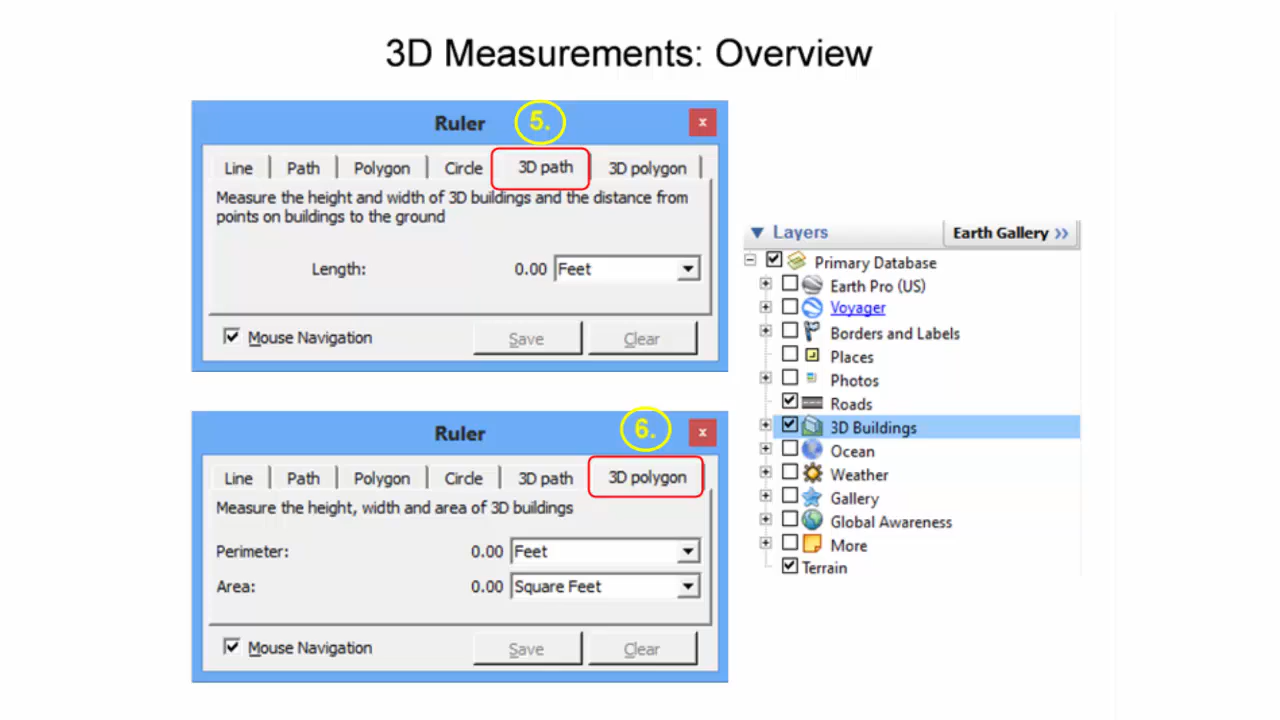 3D Measurements: Overview
Ruler
5.
x
Line
Path
Polygon
Circle
3D path
3D polygon
Measure the height and width of 3D buildings and the distance from
points on buildings to the ground
Length:
0.00
Feet
Mouse Navigation
Save
Clear
Ruler
6.
x
Line
Path
Polygon
Circle
3D path
3D polygon
Measure the height, width and area of 3D buildings
Perimeter:
0.00
Feet
Area:
0.00
Square Feet
Mouse Navigation
Save
Clear
Layers
Earth Gallery >>
Primary Database
Earth Pro (US)
Voyager
Borders and Labels
Places
Photos
Roads
3D Buildings
Ocean
Weather
Gallery
Global Awareness
More
Terrain